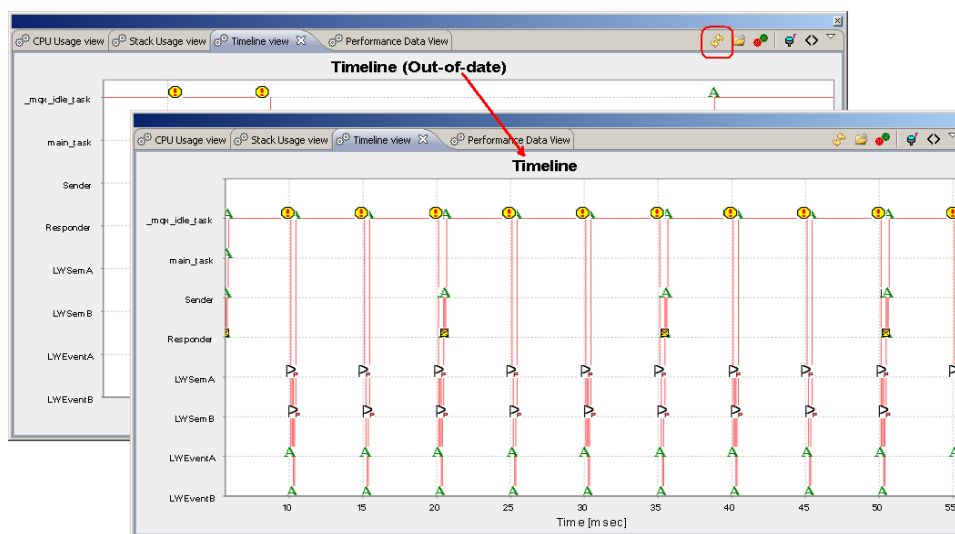 CPU Usage view Stack Usage view Timeline view Performance Data View
Timeline (Out-of-date)
_mqx_idle_task
main_task
Sender
Responder
LWSemA
LWSemB
LWEventA
LWEventB
CPU Usage view Stack Usage view Timeline view Performance Data View
Timeline
_mqx_idle_task
main_task
Sender
Responder
LWSemA
LWSemB
LWEventA
LWEventB
10 15 20 25 30 35 40 45 50 55
Time [msec]